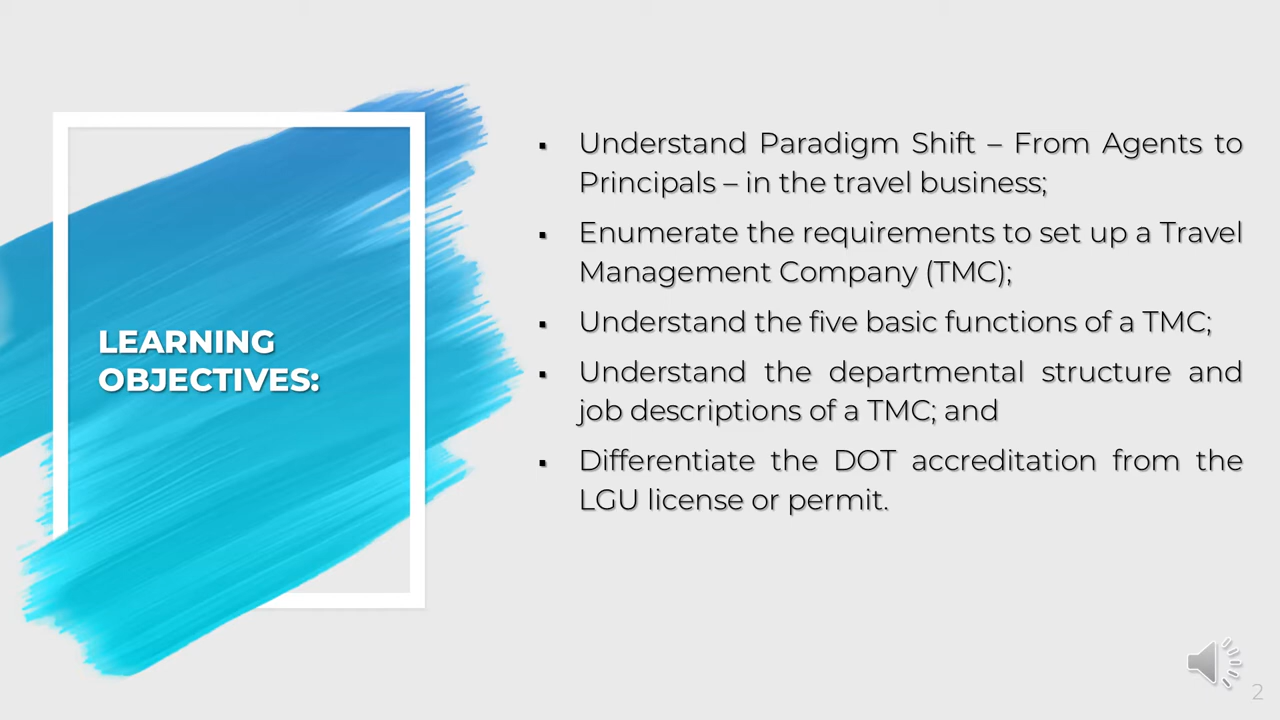 LEARNING
OBJECTIVES:
▪ Understand Paradigm Shift – From Agents to
Principals – in the travel business;
▪ Enumerate the requirements to set up a Travel
Management Company (TMC);
▪ Understand the five basic functions of a TMC;
▪ Understand the departmental structure and
job descriptions of a TMC; and
▪ Differentiate the DOT accreditation from the
LGU license or permit.
2